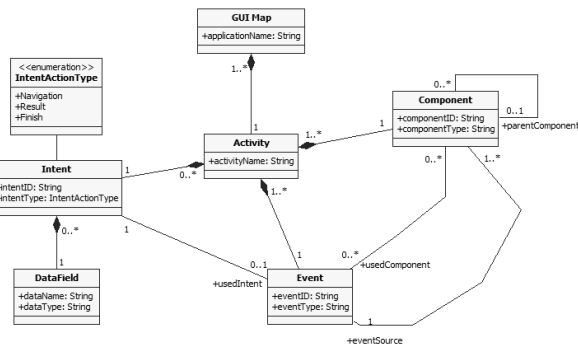 GUI Map
+applicationName: String
1..*
1
<<enumeration>>
IntentActionType
+Navigation
+Result
+Finish
0..*
Component
+componentID: String
+componentType: String
0..1
+parentComponent
1..*
1
Activity
+activityName: String
1
0..*
1..*
Intent
+intentID: String
+intentType: IntentActionType
0..*
1..*
0..*
1
1
DataField
+dataName: String
+dataType: String
1
0..1
+usedIntent
Event
+eventID: String
+eventType: String
0..*
+usedComponent
1
+eventSource